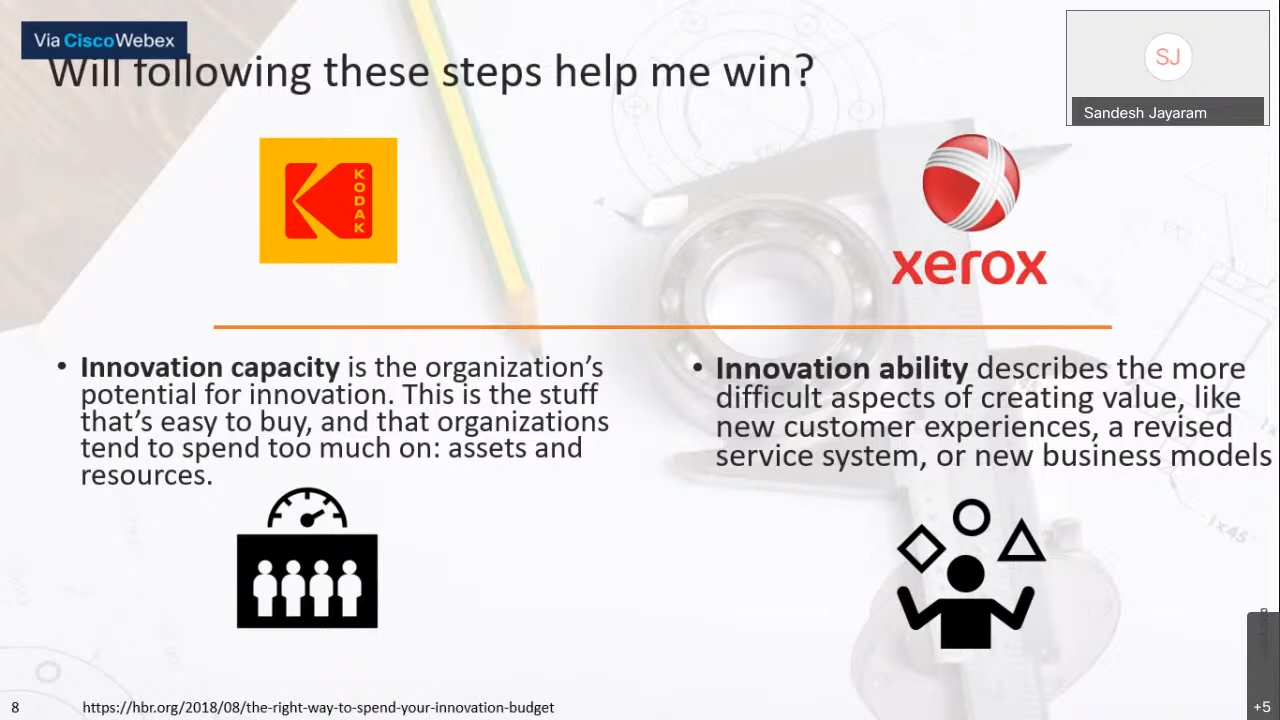 Via CiscoWebex
Will following these steps help me win?
SJ
Sandesh Jayaram
KODAK
xerox
• Innovation capacity is the organization’s
potential for innovation. This is the stuff
that’s easy to buy, and that organizations
tend to spend too much on: assets and
resources.
• Innovation ability describes the more
difficult aspects of creating value, like
new customer experiences, a revised
service system, or new business models
1x45
8
https://hbr.org/2018/08/the-right-way-to-spend-your-innovation-budget
+5